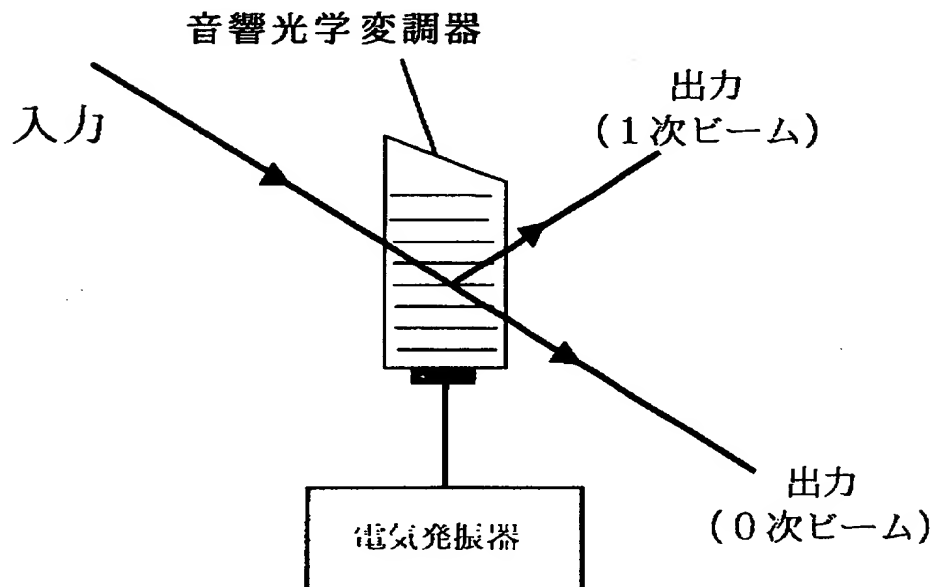 音響光学変調器
入力
出力
(1次ビーム)
出力
(0次ビーム)
電気発振器